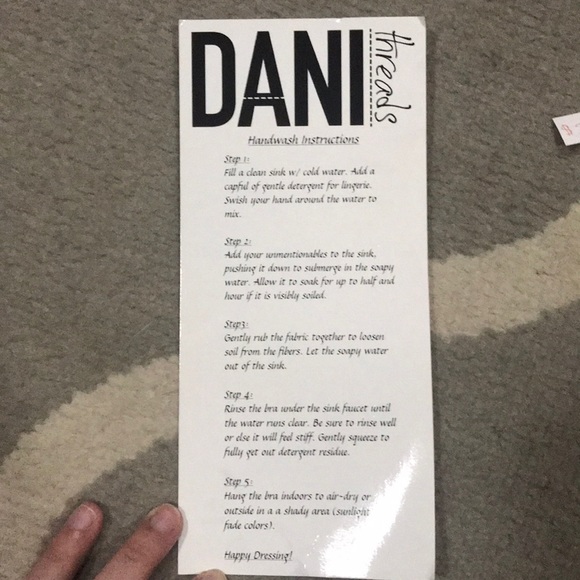 DANI threads
Handwash Instructions
Step 1:
Fill a clean sink w/ cold water. Add a
capful of gentle detergent for lingerie.
Swish your hand around the water to
mix.
Step 2:
Add your unmentionables to the sink,
pushing it down to submerge in the soapy
water. Allow it to soak for up to half and
hour if it is visibly soiled.
Step3:
Gently rub the fabric together to loosen
soil from the fibers. Let the soapy water
out of the sink.
Step 4:
Rinse the bra under the sink faucet until
the water runs clear. Be sure to rinse well
or else it will feel stiff. Gently squeeze to
fully get out detergent residue.
Step 5:
Hang the bra indoors to air-dry or
outside in a a shady area (sunlight
fade colors).
Happy Dressing!